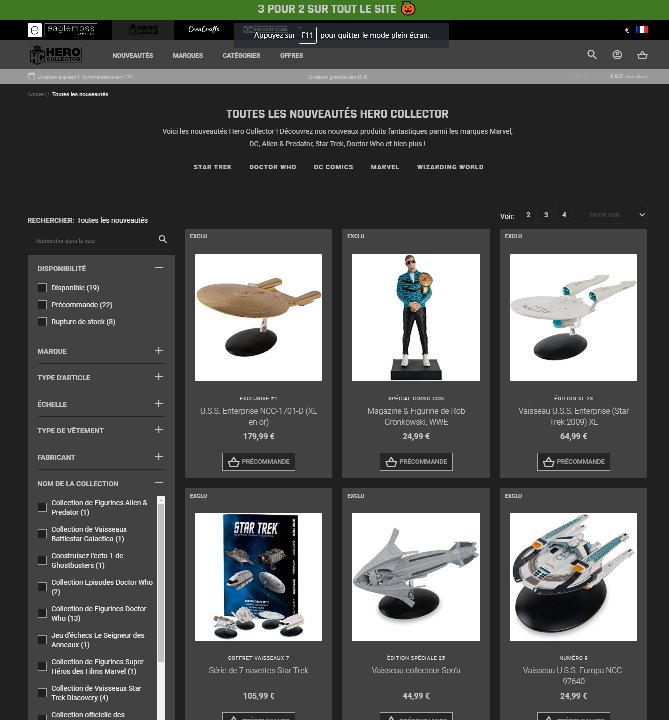 3 POUR 2 SUR TOUT LE SITE
eaglemoss
DreiCrafts
Appuyez sur F11 pour quitter le mode plein écran.
€
HERO COLLECTOR
NOUVEAUTÉS MARQUES CATÉGORIES OFFRES
Livraison gratuite dès 60 €
4.8/5
Accueil / Toutes les nouveautés
TOUTES LES NOUVEAUTÉS HERO COLLECTOR
Voici les nouveautés Hero Collector ! Découvrez nos nouveaux produits fantastiques parmi les marques Marvel,
DC, Alien & Predator, Star Trek, Doctor Who et bien plus !
STAR TREK DOCTOR WHO DC COMICS MARVEL WIZARDING WORLD
RECHERCHER: Toutes les nouveautés
Voir: 2 3 4 TRIER PAR
Rechercher dans la liste
DISPONIBILITÉ
Disponible (19)
Précommande (22)
Rupture de stock (8)
MARQUE
TYPE D'ARTICLE
ÉCHELLE
TYPE DE VÊTEMENT
FABRICANT
NOM DE LA COLLECTION
Collection de Figurines Alien &
Predator (1)
Collection de Vaisseaux
Battlestar Galactica (1)
Construisez l'ecto 1 de
Ghostbusters (1)
Collection Episodes Doctor Who
(2)
Collection de Figurines Doctor
Who (13)
Jeu d'échecs Le Seigneur des
Anneaux (1)
Collection de Figurines Super
Héros des Films Marvel (1)
Collection de Vaisseaux Star
Trek Discovery (4)
Collection officielle des
EXCLU
EXCLUSIVE #1
U.S.S. Enterprise NCC-1701-D (XL
en or)
179,99 €
PRÉCOMMANDE
EXCLU
SPÉCIAL COMIC CON
Magazine & Figurine de Rob
Gronkowski, WWE
24,99 €
PRÉCOMMANDE
EXCLU
ÉDITION XL 23
Vaisseau U.S.S. Enterprise (Star
Trek 2009) XL
64,99 €
PRÉCOMMANDE
EXCLU
STAR TREK
COFFRET VAISSEAUX 7
Série de 7 navettes Star Trek
105,99 €
PRÉCOMMANDE
EXCLU
ÉDITION SPÉCIALE 25
Vaisseau collecteur Son'a
44,99 €
PRÉCOMMANDE
EXCLU
NUMÉRO 9
Vaisseau U.S.S. Europa NCC-
97640
24,99 €
PRÉCOMMANDE